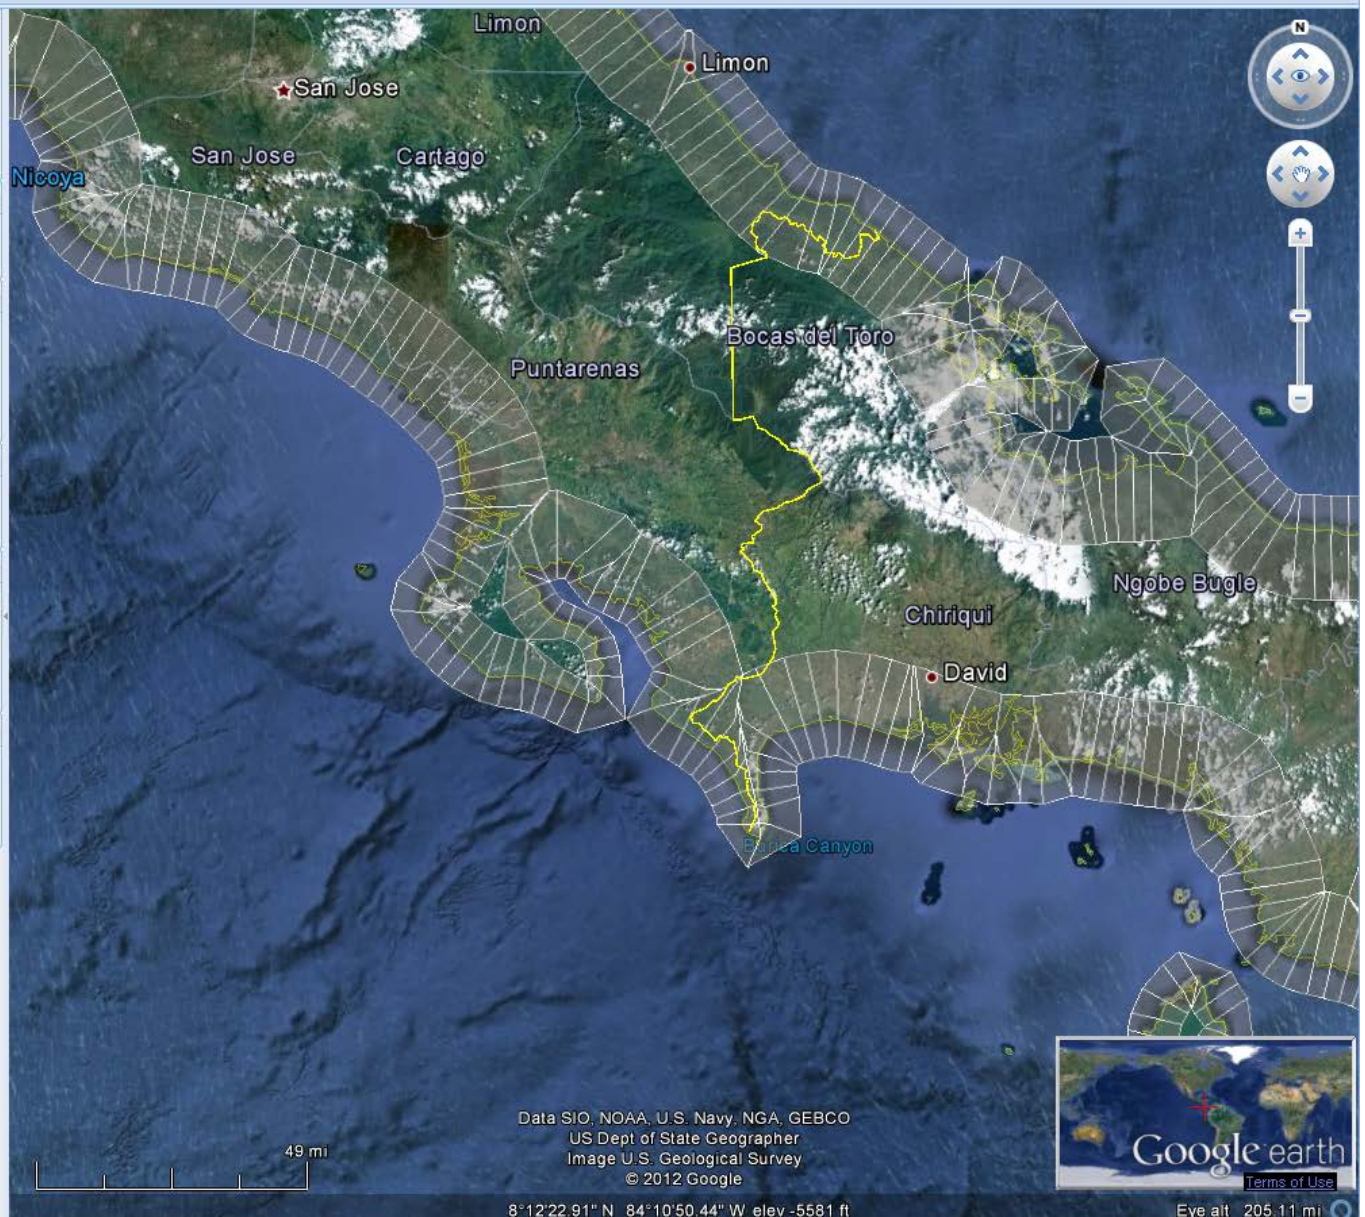 Limon
N
Limon
San Jose
San Jose
Cartago
Nicoya
Bocas del Toro
Puntarenas
Ngobe Bugle
Chiriqui
David
Burica Canyon
Data SIO, NOAA, U.S. Navy, NGA, GEBCO
US Dept of State Geographer
Image U.S. Geological Survey
© 2012 Google
49 mi
Google earth
Terms of Use
8°12'22.91" N 84°10'50.44" W elev -5581 ft
Eye alt 205.11 mi